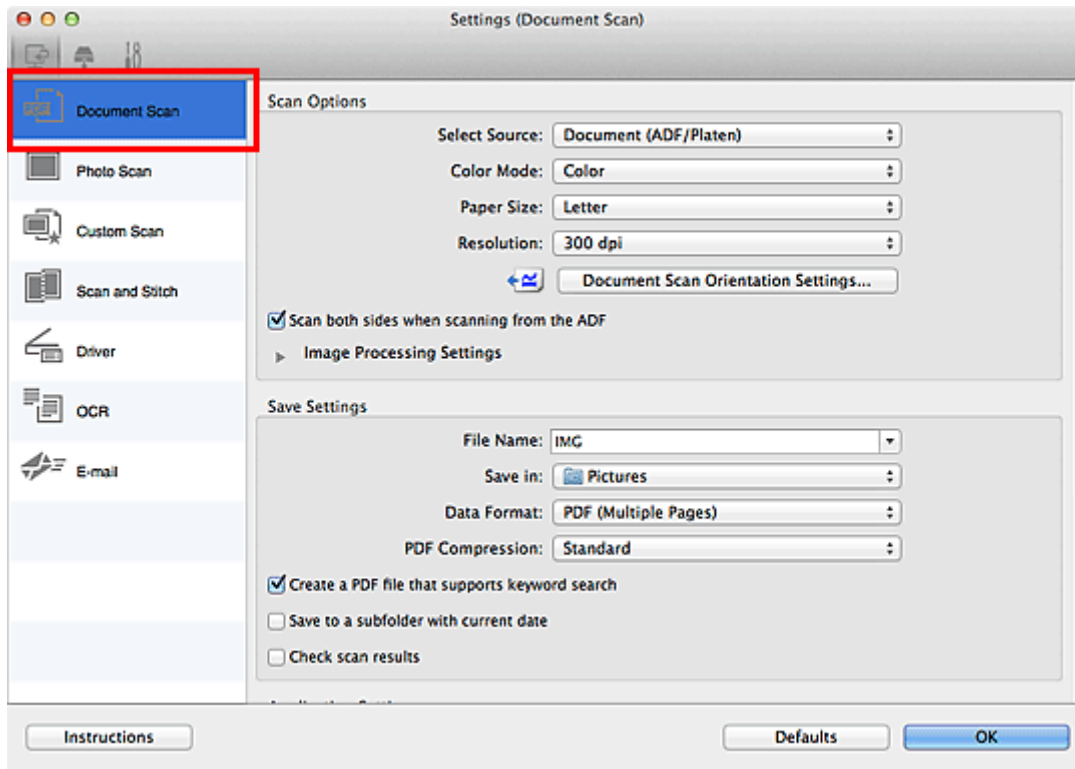 Settings (Document Scan)
Document Scan
Photo Scan
Custom Scan
Scan and Stitch
Driver
OCR
E-mail
Scan Options
Select Source: Document (ADF/Platen)
Color Mode: Color
Paper Size: Letter
Resolution: 300 dpi
Document Scan Orientation Settings...
Scan both sides when scanning from the ADF
Image Processing Settings
Save Settings
File Name: IMG
Save in: Pictures
Data Format: PDF (Multiple Pages)
PDF Compression: Standard
Create a PDF file that supports keyword search
Save to a subfolder with current date
Check scan results
Instructions
Defaults
OK